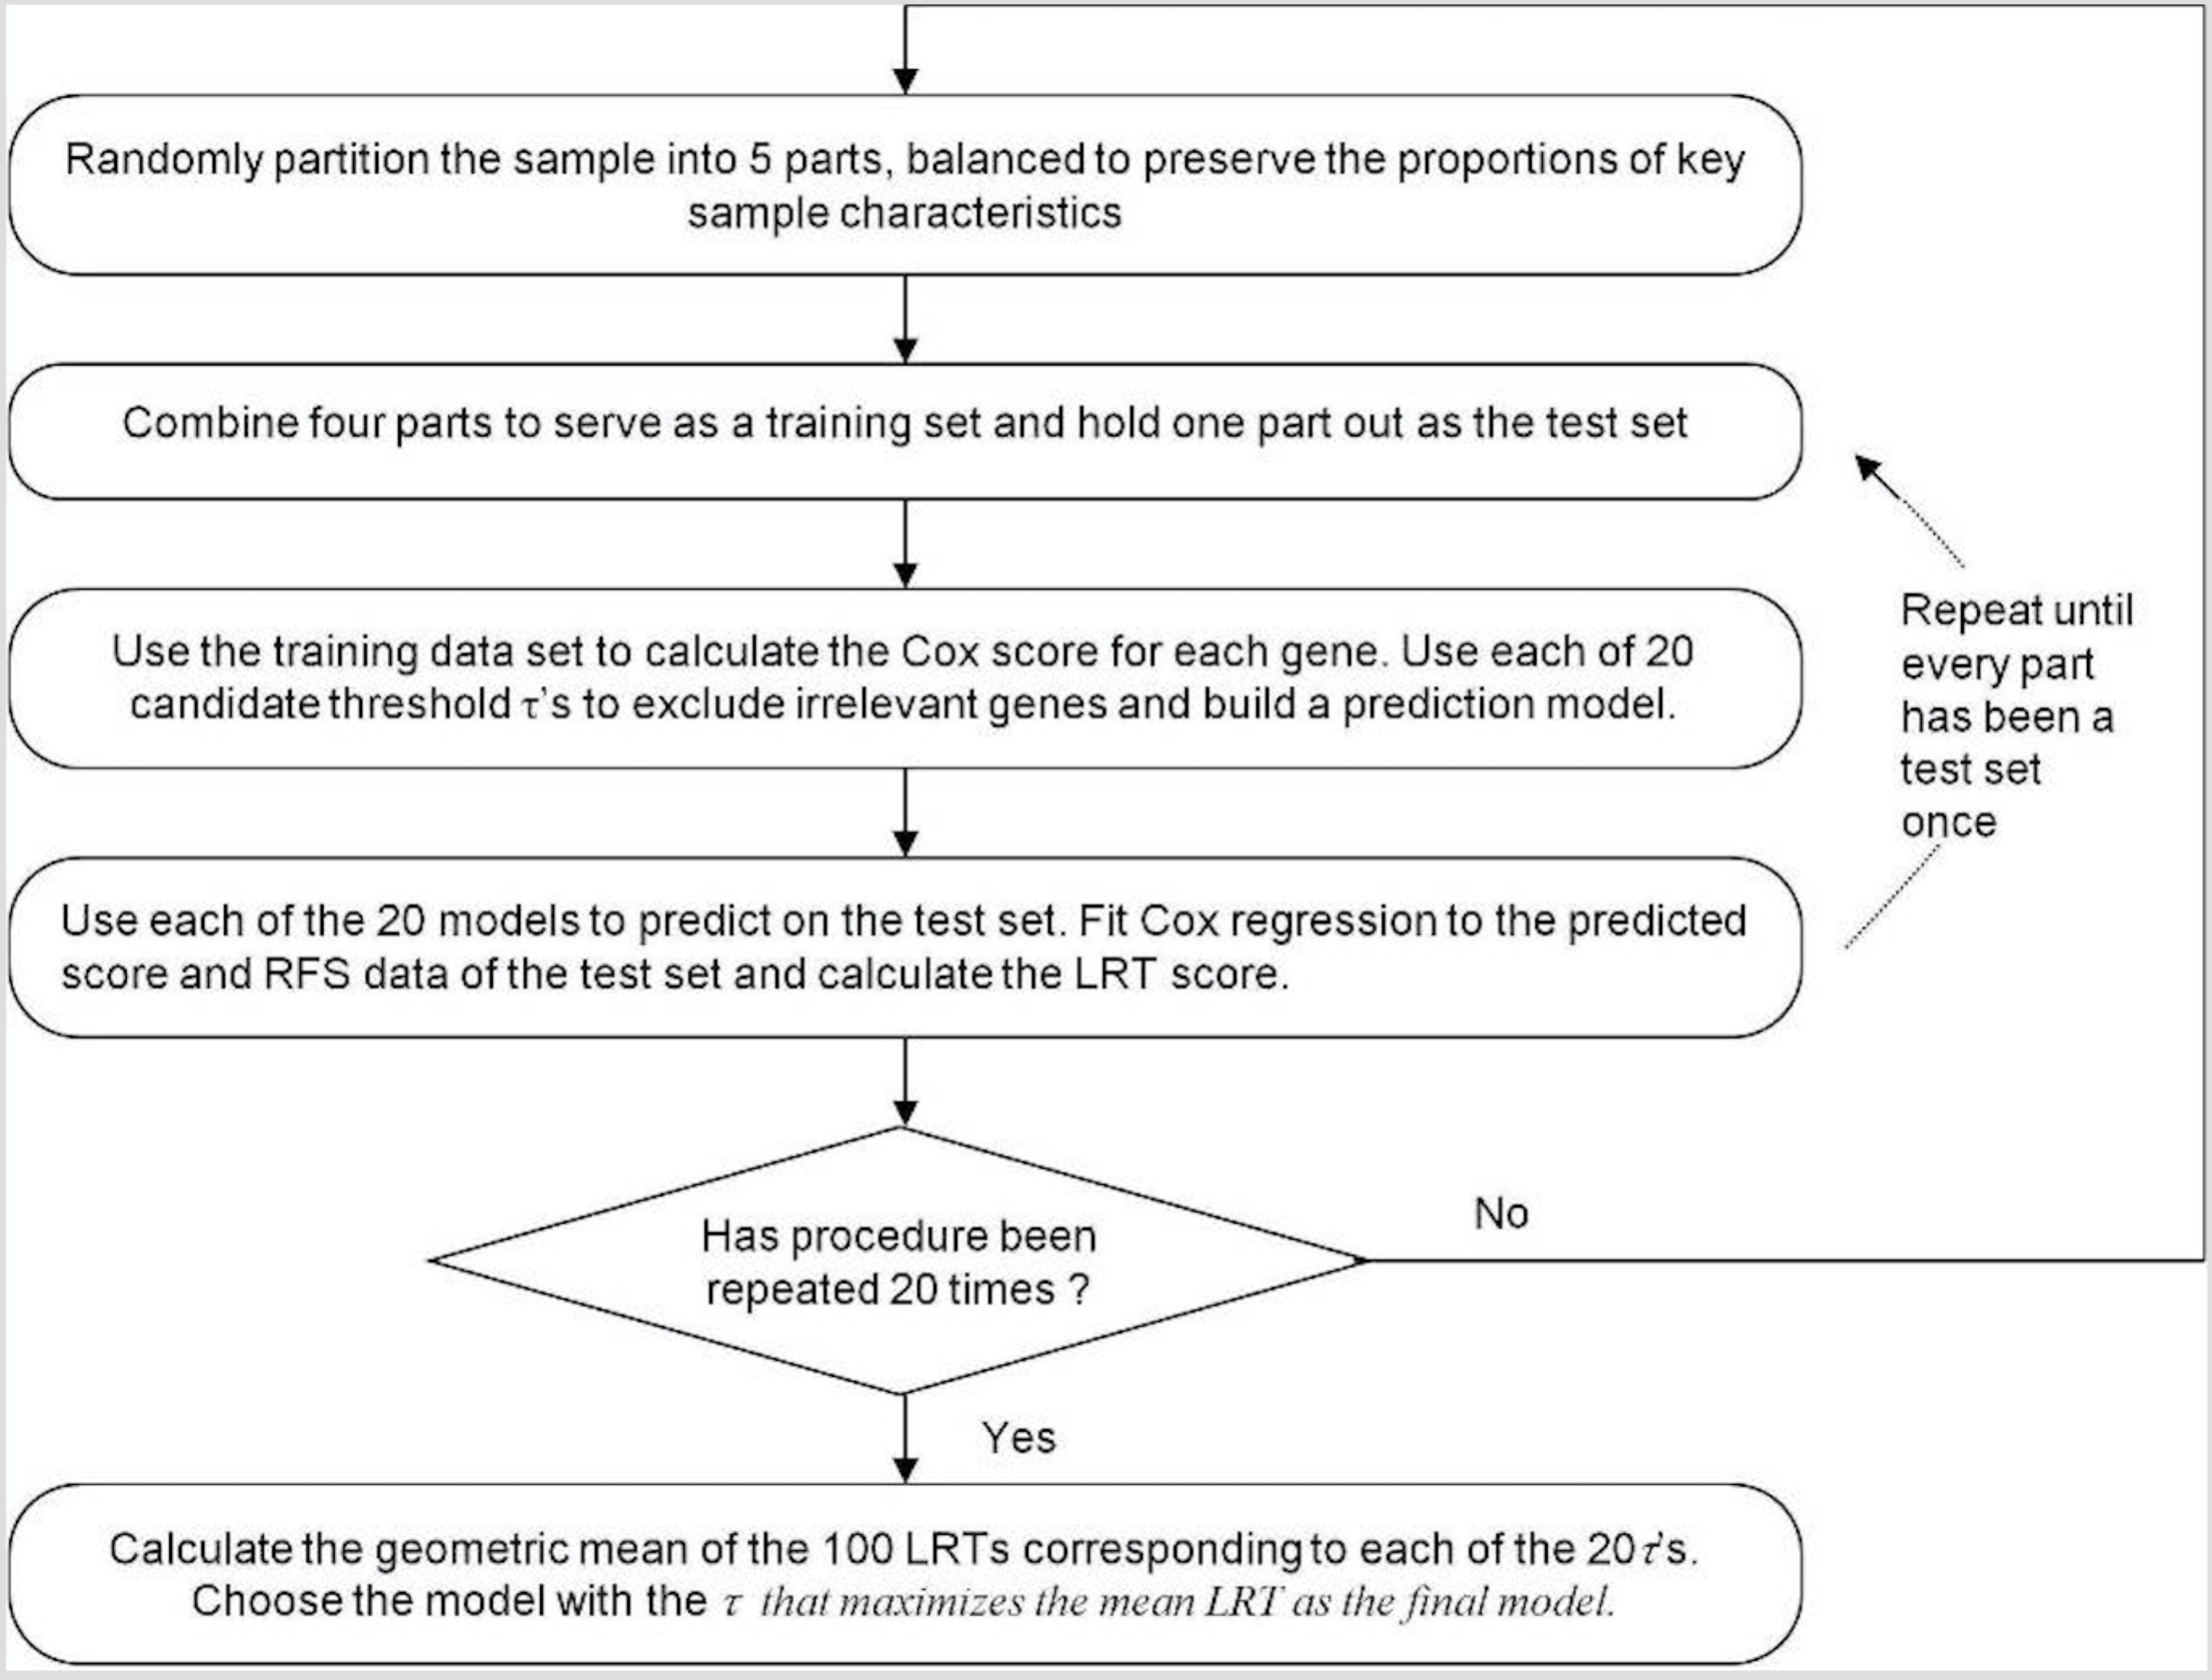 Randomly partition the sample into 5 parts, balanced to preserve the proportions of key
sample characteristics
Combine four parts to serve as a training set and hold one part out as the test set
Use the training data set to calculate the Cox score for each gene. Use each of 20
candidate threshold τ's to exclude irrelevant genes and build a prediction model.
Repeat until
every part
has been a
test set
once
Use each of the 20 models to predict on the test set. Fit Cox regression to the predicted
score and RFS data of the test set and calculate the LRT score.
Has procedure been
repeated 20 times ?
No
Yes
Calculate the geometric mean of the 100 LRTs corresponding to each of the 20 τ's.
Choose the model with the τ that maximizes the mean LRT as the final model.